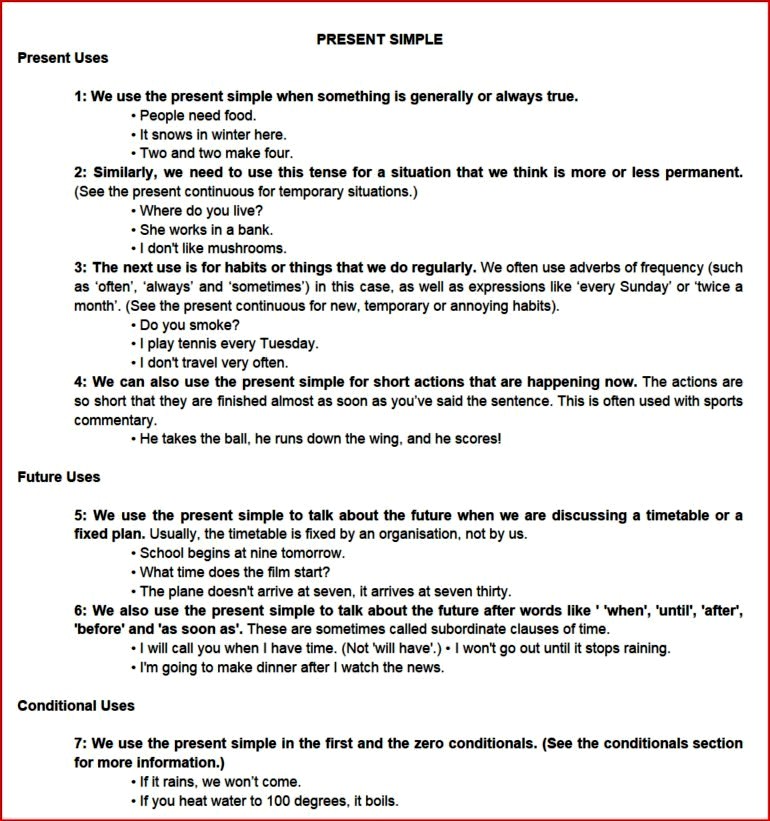 PRESENT SIMPLE
Present Uses
1: We use the present simple when something is generally or always true.
• People need food.
• It snows in winter here.
• Two and two make four.
2: Similarly, we need to use this tense for a situation that we think is more or less permanent.
(See the present continuous for temporary situations.)
• Where do you live?
• She works in a bank.
• I don't like mushrooms.
3: The next use is for habits or things that we do regularly. We often use adverbs of frequency (such
as 'often', 'always' and 'sometimes') in this case, as well as expressions like 'every Sunday' or 'twice a
month'. (See the present continuous for new, temporary or annoying habits).
• Do you smoke?
• I play tennis every Tuesday.
• I don't travel very often.
4: We can also use the present simple for short actions that are happening now. The actions are
so short that they are finished almost as soon as you've said the sentence. This is often used with sports
commentary.
• He takes the ball, he runs down the wing, and he scores!
Future Uses
5: We use the present simple to talk about the future when we are discussing a timetable or a
fixed plan. Usually, the timetable is fixed by an organisation, not by us.
• School begins at nine tomorrow.
• What time does the film start?
• The plane doesn't arrive at seven, it arrives at seven thirty.
6: We also use the present simple to talk about the future after words like ' 'when', 'until', 'after',
'before' and 'as soon as'. These are sometimes called subordinate clauses of time.
• I will call you when I have time. (Not 'will have'.) • I won't go out until it stops raining.
• I'm going to make dinner after I watch the news.
Conditional Uses
7: We use the present simple in the first and the zero conditionals. (See the conditionals section
for more information.)
• If it rains, we won't come.
• If you heat water to 100 degrees, it boils.